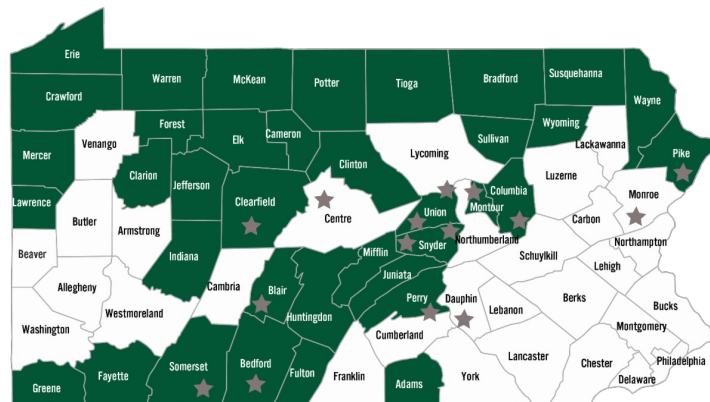 Erie
Warren
McKean
Potter
Tioga
Bradford
Susquehanna
Wayne
Crawford
Forest
Elk
Cameron
Sullivan
Wyoming
Lackawanna
Pike
Mercer
Venango
Clarion
Jefferson
Clearfield
Clinton
Lycoming
Columbia
Montour
Luzerne
Monroe
Lawrence
Butler
Armstrong
Indiana
Centre
Union
Snyder
Northumberland
Carbon
Northampton
Beaver
Allegheny
Westmoreland
Cambria
Blair
Huntingdon
Mifflin
Juniata
Perry
Dauphin
Schuylkill
Lehigh
Lebanon
Berks
Bucks
Washington
Cumberland
Montgomery
Philadelphia
Greene
Fayette
Somerset
Bedford
Fulton
Franklin
Adams
York
Lancaster
Chester
Delaware